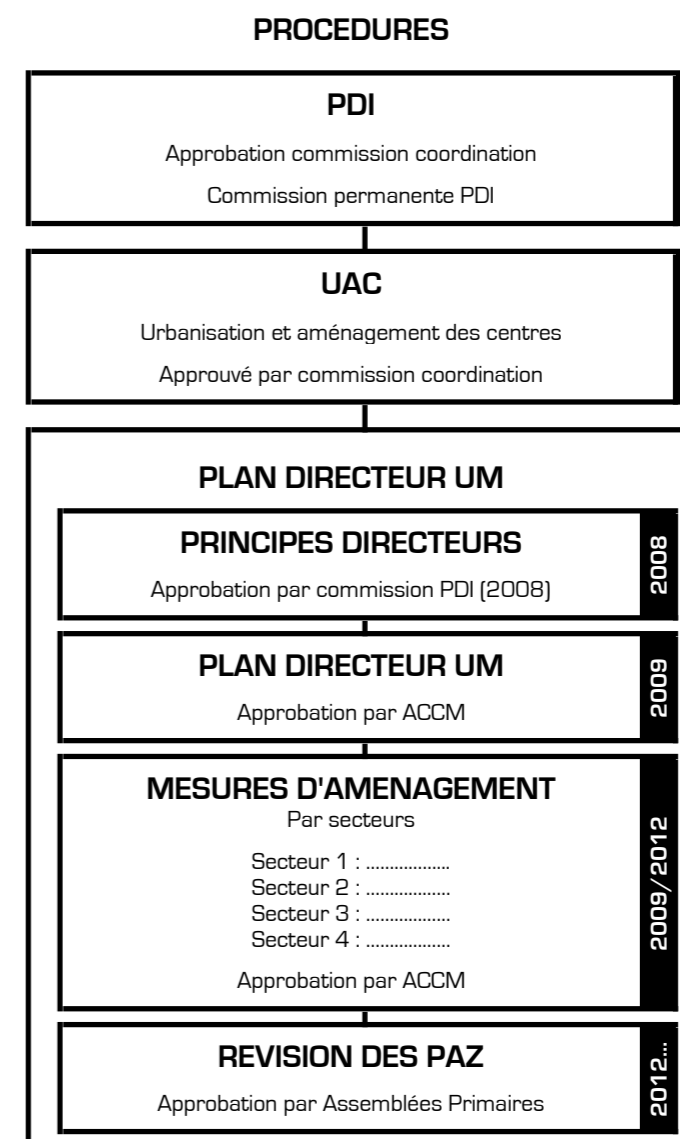 PROCEDURES
PDI
Approbation commission coordination
Commission permanente PDI
UAC
Urbanisation et aménagement des centres
Approuvé par commission coordination
PLAN DIRECTEUR UM
PRINCIPES DIRECTEURS
Approbation par commission PDI (2008)
2008
PLAN DIRECTEUR UM
Approbation par ACCM
2009
MESURES D'AMENAGEMENT
Par secteurs
Secteur 1 : ..................
Secteur 2 : ..................
Secteur 3 : ..................
Secteur 4 : ..................
Approbation par ACCM
2009/2012
REVISION DES PAZ
Approbation par Assemblées Primaires
2012...